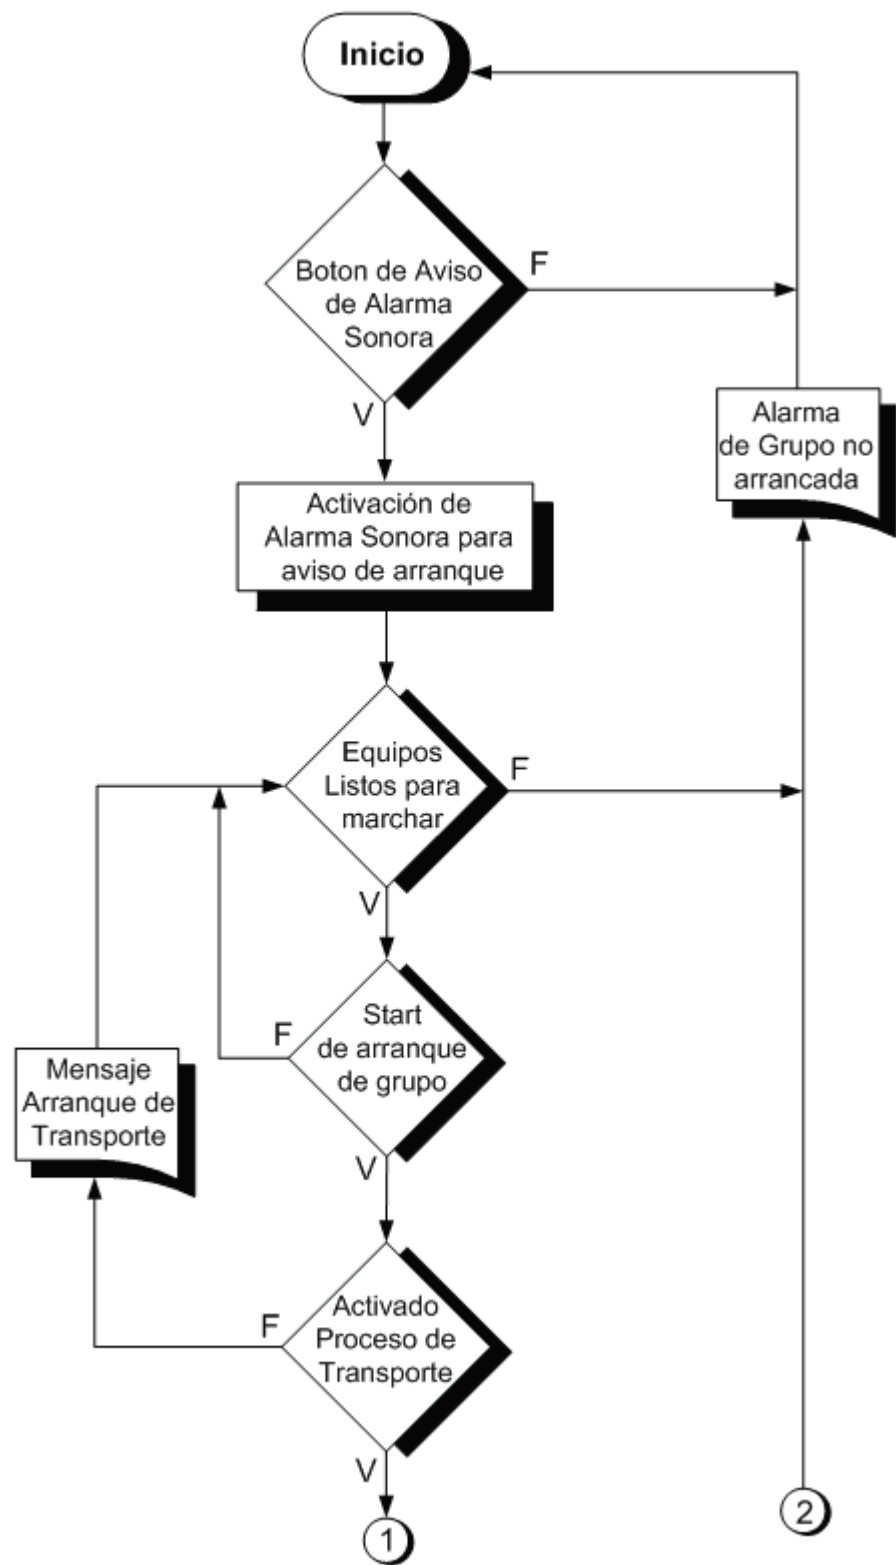 Inicio
Boton de Aviso
de Alarma
Sonora
F
V
Alarma
de Grupo no
arrancada
Activación de
Alarma Sonora para
aviso de arranque
Equipos
Listos para
marchar
F
V
Start
de arranque
de grupo
F
V
Mensaje
Arranque de
Transporte
Activado
Proceso de
Transporte
F
V
1
2